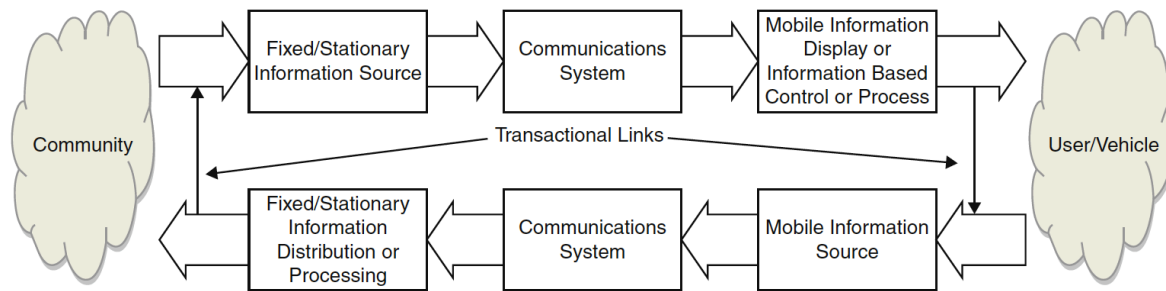 Community
Fixed/Stationary
Information Source
Communications
System
Mobile Information
Display or
Information Based
Control or Process
User/Vehicle
Transactional Links
Fixed/Stationary
Information
Distribution or
Processing
Communications
System
Mobile Information
Source